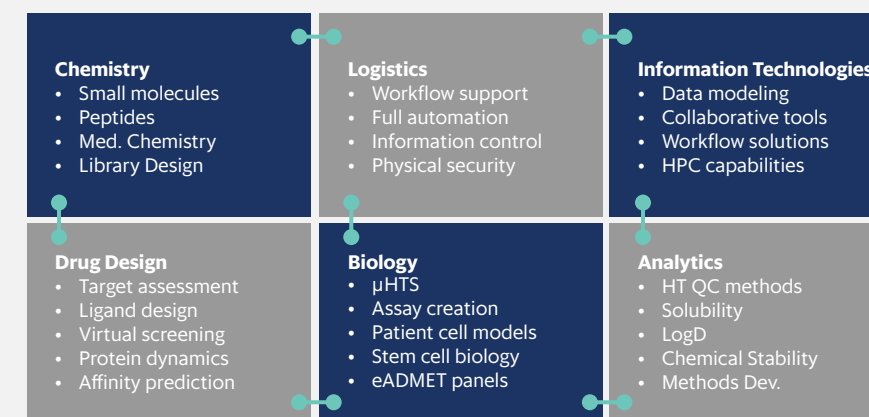 Chemistry
• Small molecules
• Peptides
• Med. Chemistry
• Library Design
Logistics
• Workflow support
• Full automation
• Information control
• Physical security
Information Technologies
• Data modeling
• Collaborative tools
• Workflow solutions
• HPC capabilities
Drug Design
• Target assessment
• Ligand design
• Virtual screening
• Protein dynamics
• Affinity prediction
Biology
• µHTS
• Assay creation
• Patient cell models
• Stem cell biology
• eADMET panels
Analytics
• HT QC methods
• Solubility
• LogD
• Chemical Stability
• Methods Dev.